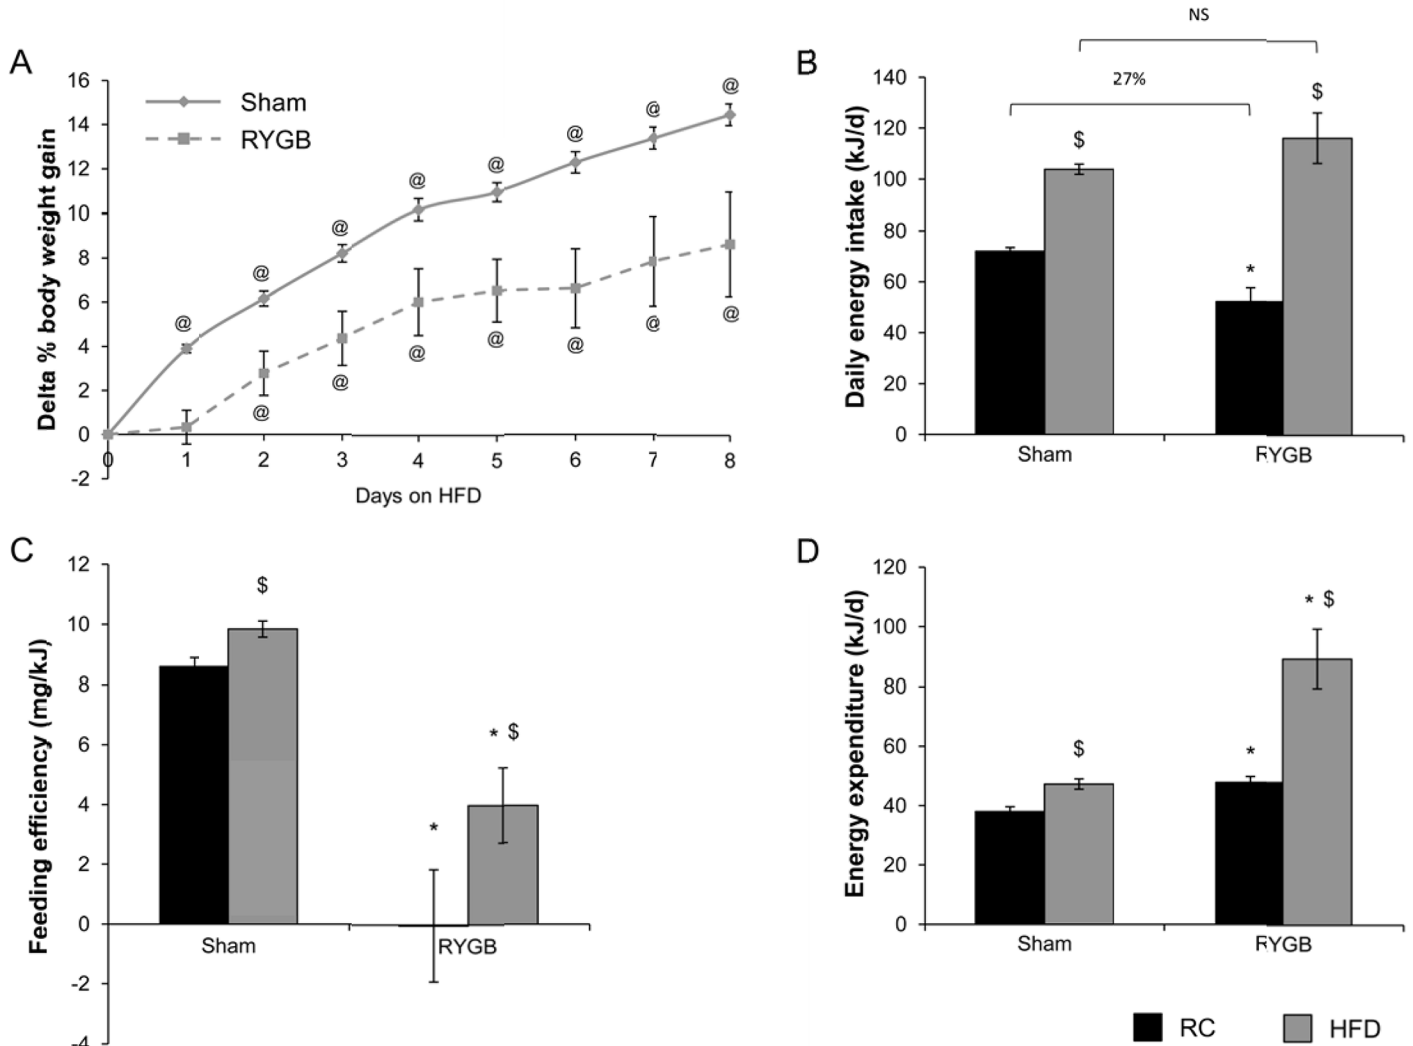 A
Delta % body weight gain
16
14
12
10
8
6
4
2
0
-2
Sham
RYGB
@ @ @ @ @ @ @ @
@ @ @ @ @ @ @
0 1 2 3 4 5 6 7 8
Days on HFD
B
Daily energy intake (kJ/d)
NS
27%
140
120
100
80
60
40
20
0
$
*
$
Sham RYGB
C
Feeding efficiency (mg/kJ)
12
10
8
6
4
2
0
-2
-4
$
*
* $
Sham RYGB
D
Energy expenditure (kJ/d)
120
100
80
60
40
20
0
$
*
* $
Sham RYGB
RC HFD